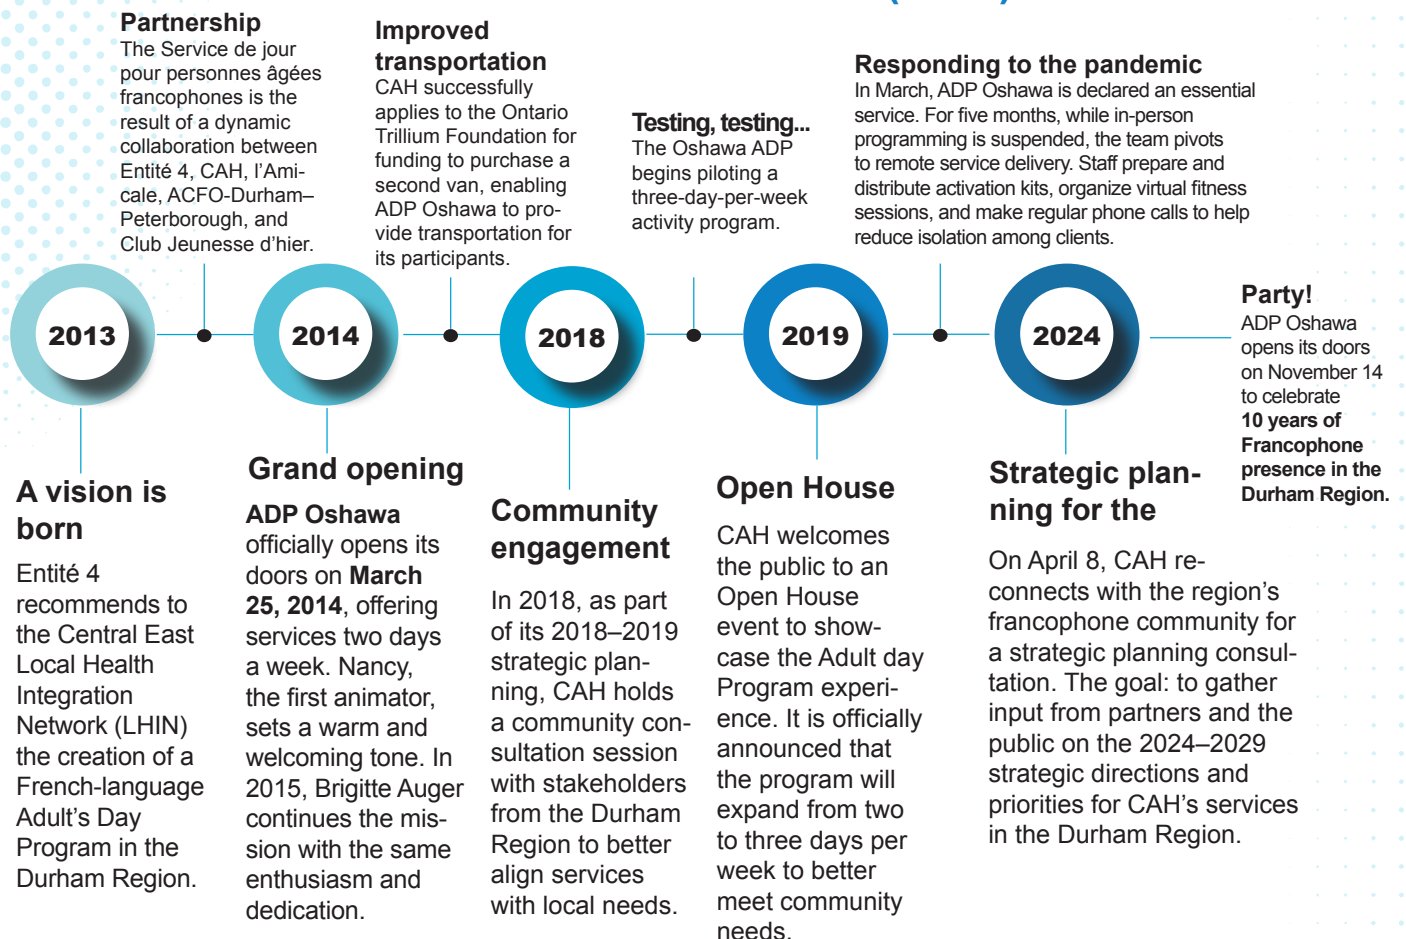 Partnership
The Service de jour
pour personnes âgées
francophones is the
result of a dynamic
collaboration between
Entité 4, CAH, l’Ami-
cale, ACFO-Durham–
Peterborough, and
Club Jeunesse d’hier.
Improved
transportation
CAH successfully
applies to the Ontario
Trillium Foundation for
funding to purchase a
second van, enabling
ADP Oshawa to pro-
vide transportation for
its participants.
Testing, testing...
The Oshawa ADP
begins piloting a
three-day-per-week
activity program.
Responding to the pandemic
In March, ADP Oshawa is declared an essential
service. For five months, while in-person
programming is suspended, the team pivots
to remote service delivery. Staff prepare and
distribute activation kits, organize virtual fitness
sessions, and make regular phone calls to help
reduce isolation among clients.
2013
2014
2018
2019
2024
Party!
ADP Oshawa
opens its doors
on November 14
to celebrate
10 years of
Francophone
presence in the
Durham Region.
A vision is
born
Entité 4
recommends to
the Central East
Local Health
Integration
Network (LHIN)
the creation of a
French-language
Adult’s Day
Program in the
Durham Region.
Grand opening
ADP Oshawa
officially opens its
doors on March
25, 2014, offering
services two days
a week. Nancy,
the first animator,
sets a warm and
welcoming tone. In
2015, Brigitte Auger
continues the mis-
sion with the same
enthusiasm and
dedication.
Community
engagement
In 2018, as part
of its 2018–2019
strategic plan-
ning, CAH holds
a community con-
sultation session
with stakeholders
from the Durham
Region to better
align services
with local needs.
Open House
CAH welcomes
the public to an
Open House
event to show-
case the Adult day
Program experi-
ence. It is officially
announced that
the program will
expand from two
to three days per
week to better
meet community
needs.
Strategic plan-
ning for the
On April 8, CAH re-
connects with the region’s
francophone community for
a strategic planning consul-
tation. The goal: to gather
input from partners and the
public on the 2024–2029
strategic directions and
priorities for CAH’s services
in the Durham Region.